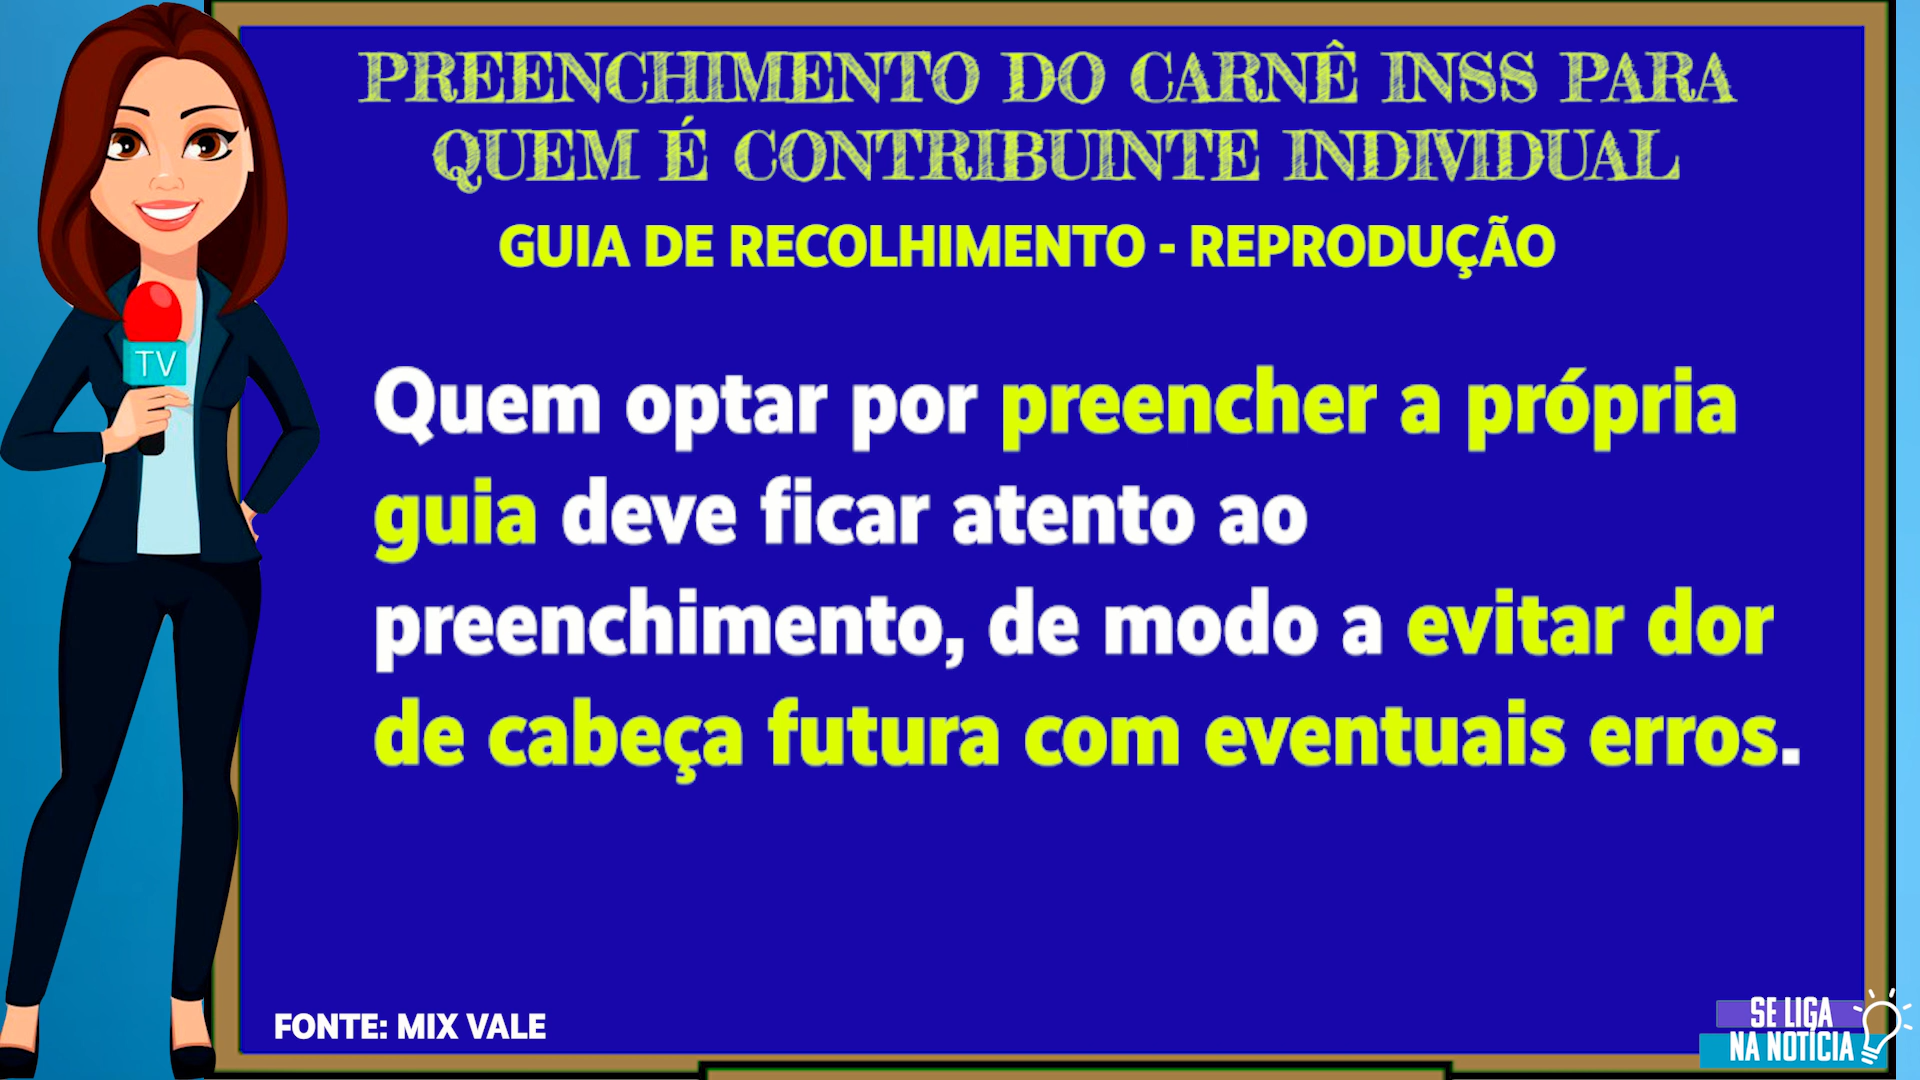 PREENCHIMENTO DO CARNÊ INSS PARA
QUEM É CONTRIBUINTE INDIVIDUAL
GUIA DE RECOLHIMENTO - REPRODUÇÃO
TV
Quem optar por preencher a própria
guia deve ficar atento ao
preenchimento, de modo a evitar dor
de cabeça futura com eventuais erros.
FONTE: MIX VALE
SE LIGA
NA NOTÍCIA